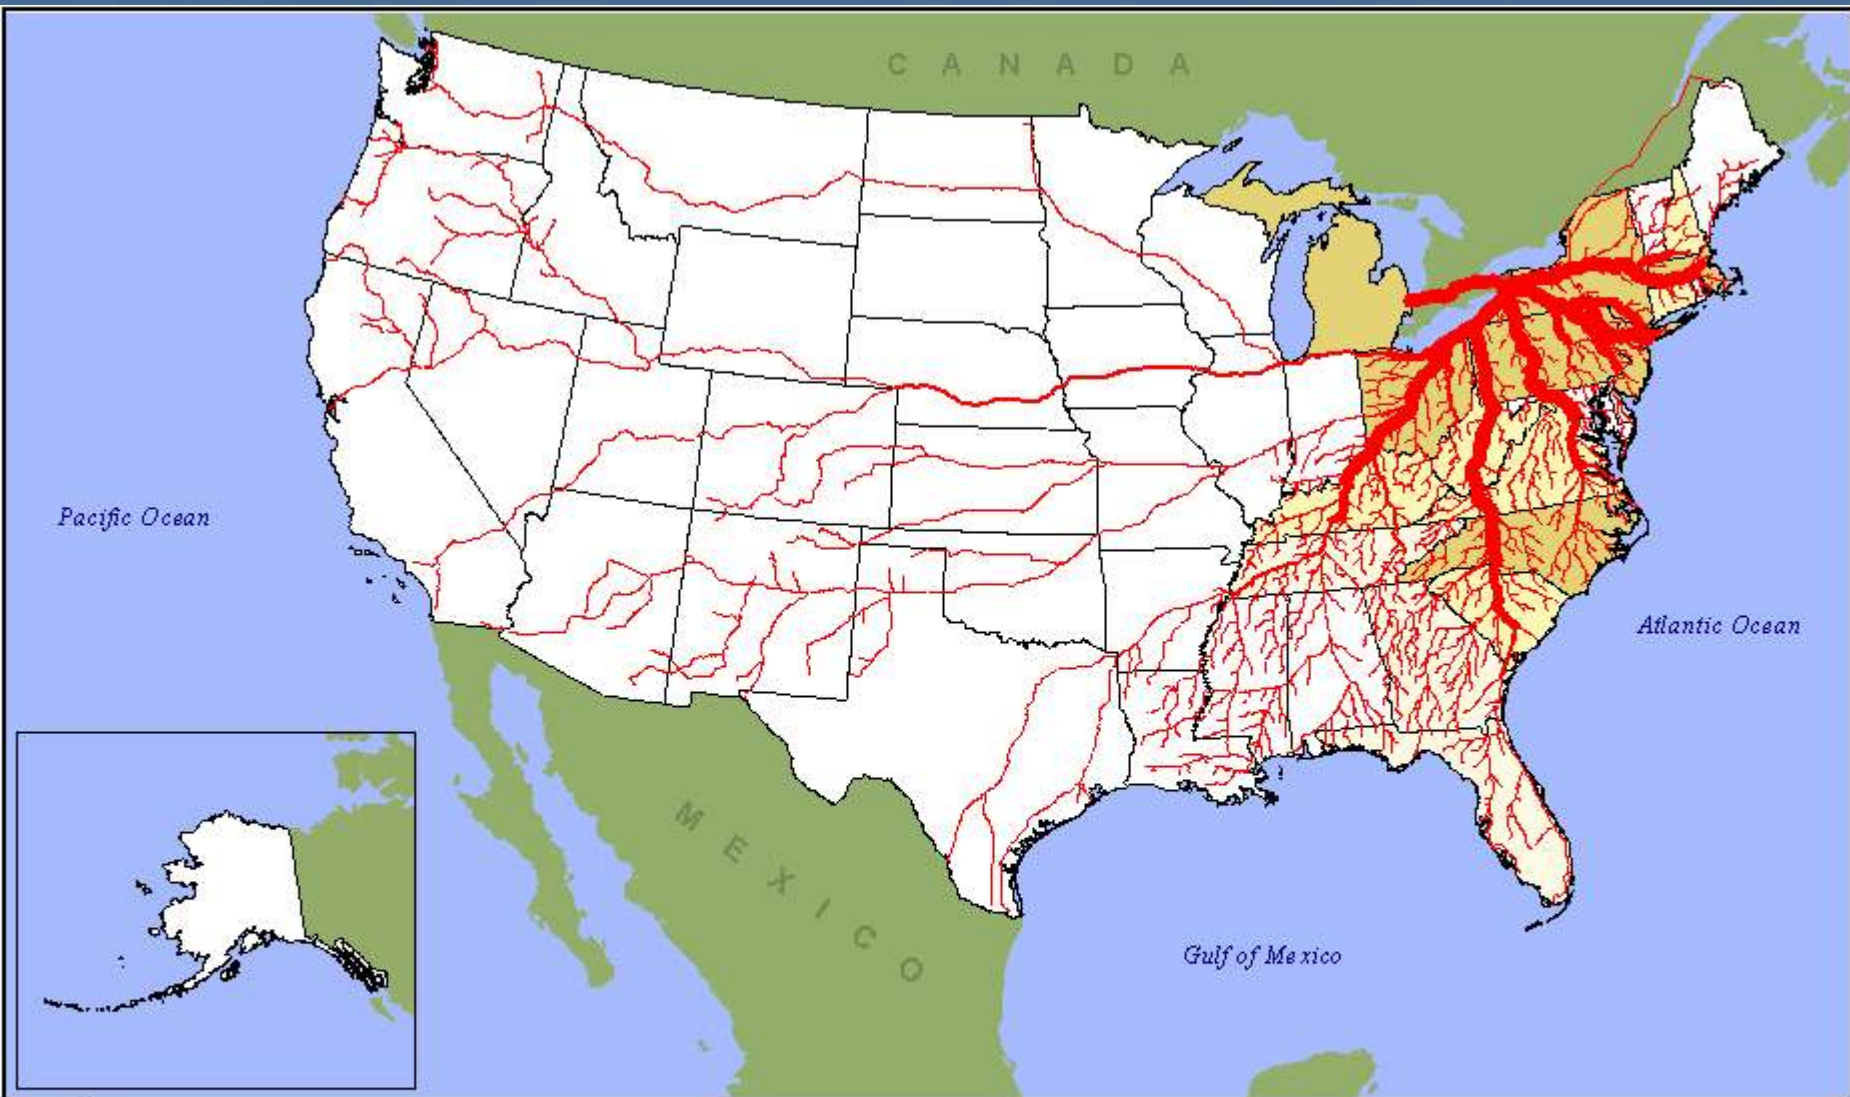 CANADA
Pacific Ocean
Atlantic Ocean
MEXICO
Gulf of Mexico